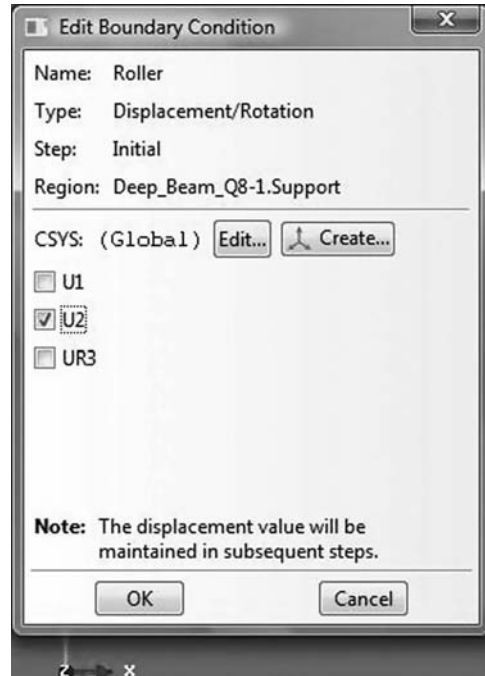 Edit Boundary Condition
X
Name: Roller
Type: Displacement/Rotation
Step: Initial
Region: Deep_Beam_Q8-1.Support
CSYS: (Global) Edit... Create...
U1
U2
UR3
Note: The displacement value will be
maintained in subsequent steps.
OK Cancel
Z X